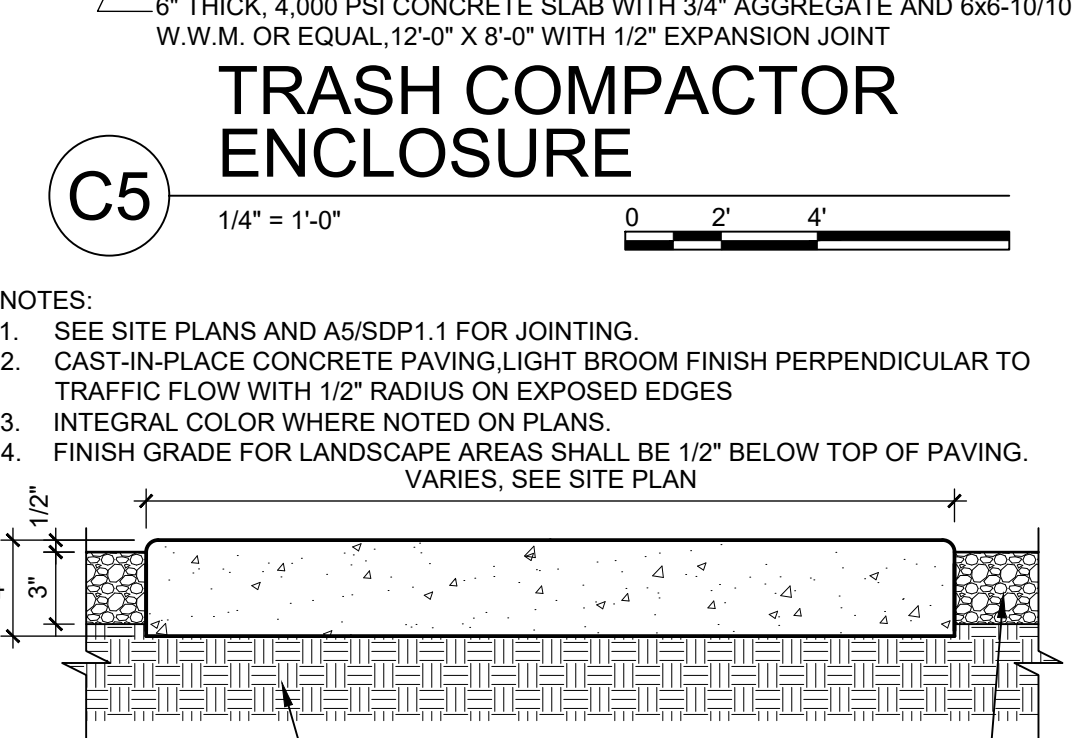 6" THICK, 4,000 PSI CONCRETE SLAB WITH 3/4" AGGREGATE AND 6x6-10/10
W.W.M. OR EQUAL,12'-0" X 8'-0" WITH 1/2" EXPANSION JOINT
TRASH COMPACTOR
ENCLOSURE
C5
1/4" = 1'-0"
0 2' 4'
NOTES:
1. SEE SITE PLANS AND A5/SDP1.1 FOR JOINTING.
2. CAST-IN-PLACE CONCRETE PAVING,LIGHT BROOM FINISH PERPENDICULAR TO
TRAFFIC FLOW WITH 1/2" RADIUS ON EXPOSED EDGES
3. INTEGRAL COLOR WHERE NOTED ON PLANS.
4. FINISH GRADE FOR LANDSCAPE AREAS SHALL BE 1/2" BELOW TOP OF PAVING.
VARIES, SEE SITE PLAN
1/2"
3"